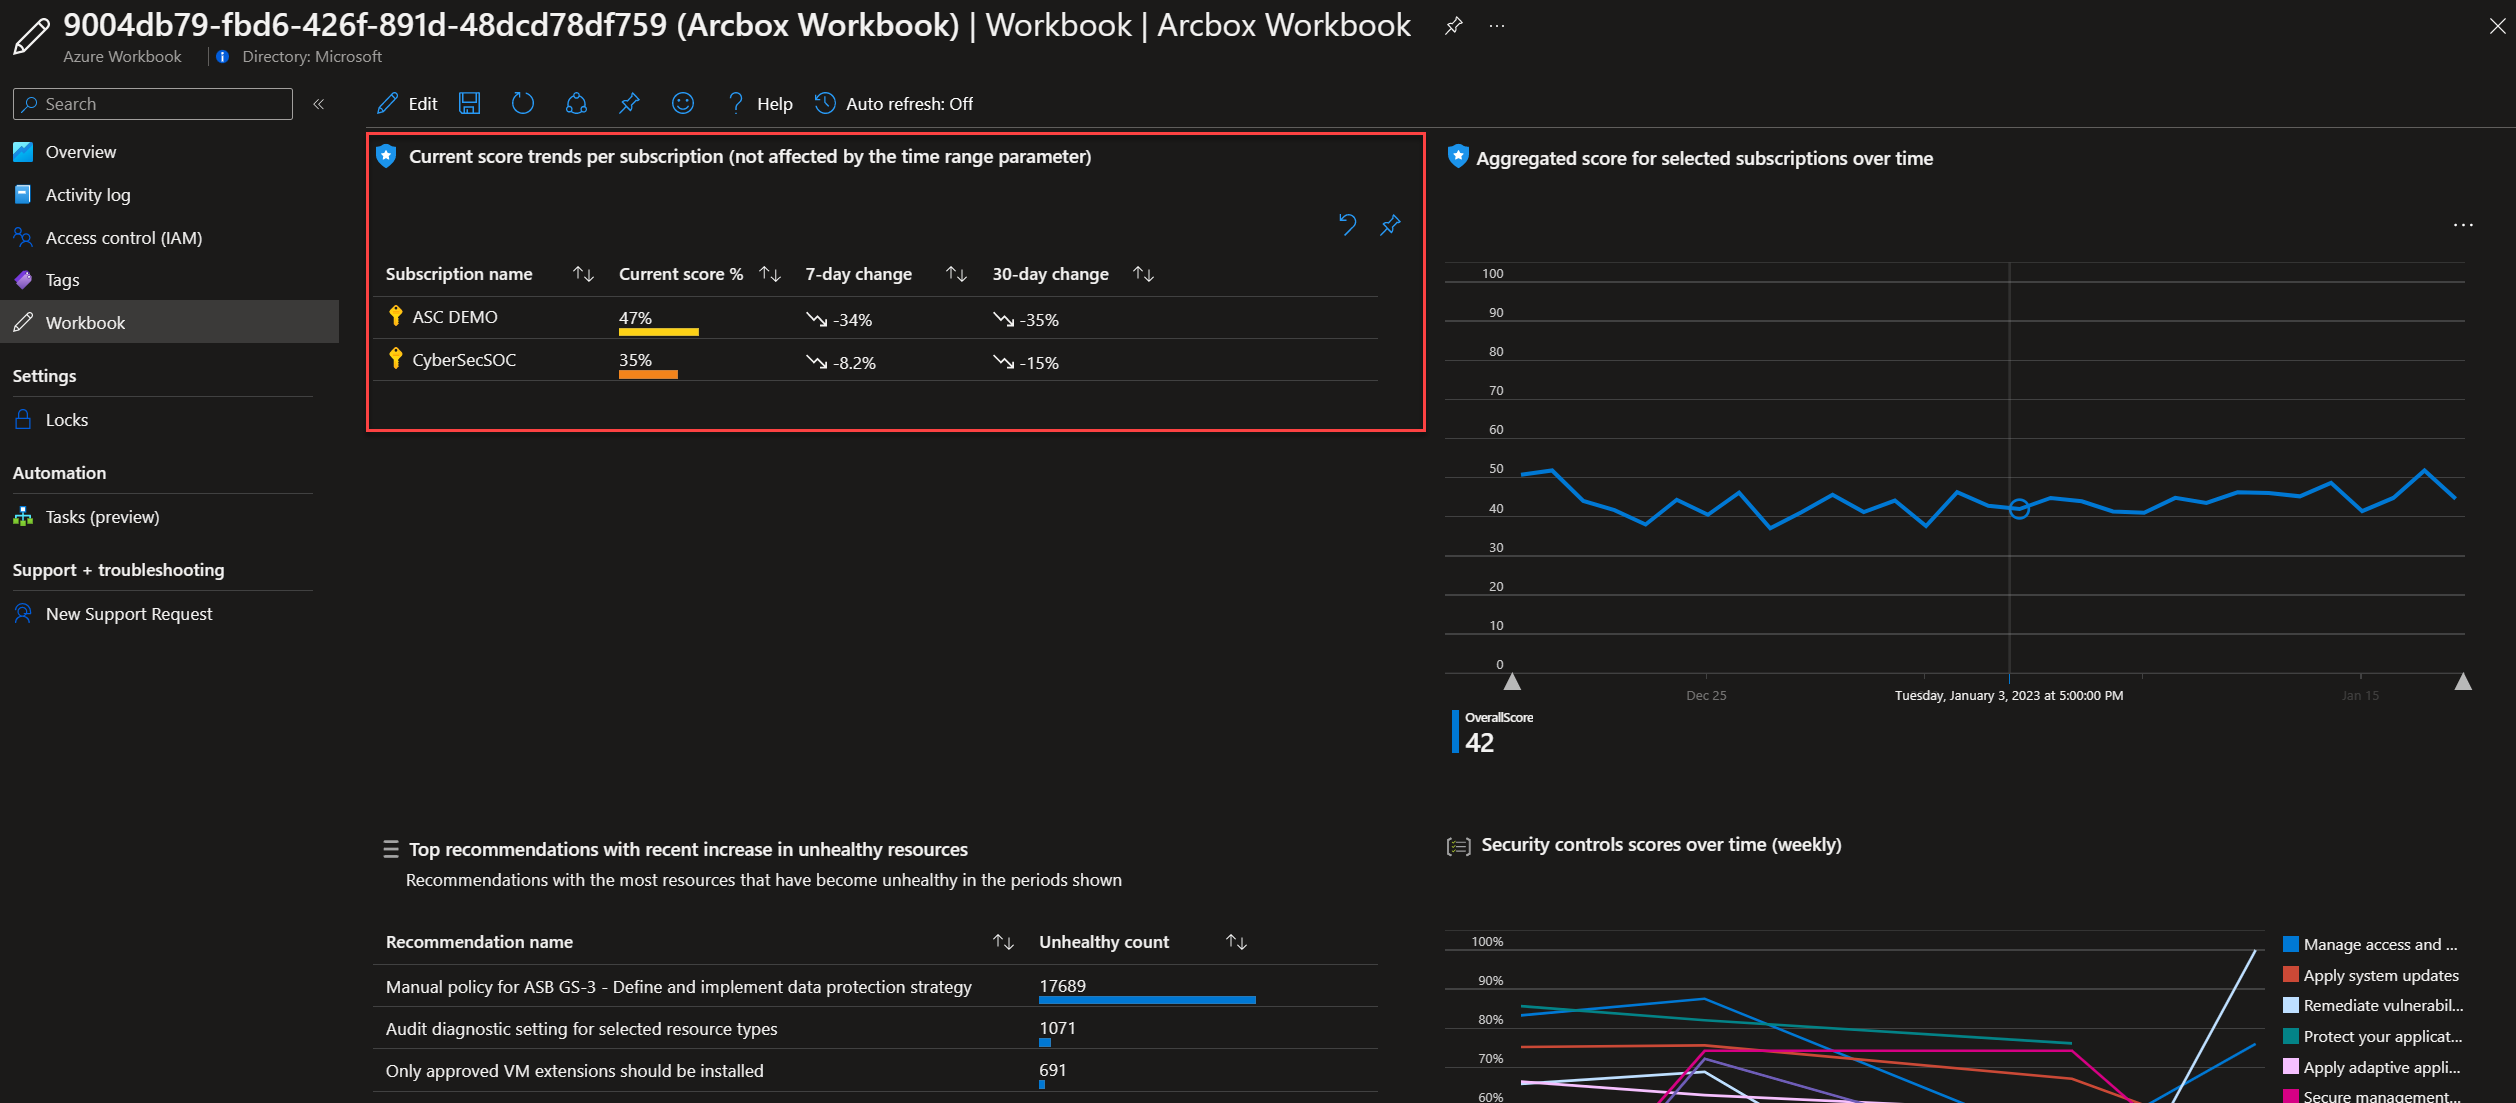 9004db79-fbd6-426f-891d-48dcd78df759 (Arcbox Workbook) | Workbook | Arcbox Workbook
Azure Workbook
Directory: Microsoft
Search
Overview
Activity log
Access control (IAM)
Tags
Workbook
Settings
Locks
Automation
Tasks (preview)
Support + troubleshooting
New Support Request
Edit
Help
Auto refresh: Off
Current score trends per subscription (not affected by the time range parameter)
Subscription name Current score % 7-day change 30-day change
ASC DEMO 47% -34% -35%
CyberSecSOC 35% -8.2% -15%
Aggregated score for selected subscriptions over time
100
90
80
70
60
50
40
30
20
10
0
Dec 25 Tuesday, January 3, 2023 at 5:00:00 PM Jan 15
OverallScore
42
Top recommendations with recent increase in unhealthy resources
Recommendations with the most resources that have become unhealthy in the periods shown
Recommendation name Unhealthy count
Manual policy for ASB GS-3 - Define and implement data protection strategy 17689
Audit diagnostic setting for selected resource types 1071
Only approved VM extensions should be installed 691
Security controls scores over time (weekly)
100%
90%
80%
70%
60%
Manage access and ...
Apply system updates
Remediate vulnerabil...
Protect your applicat...
Apply adaptive appli...
Secure management...